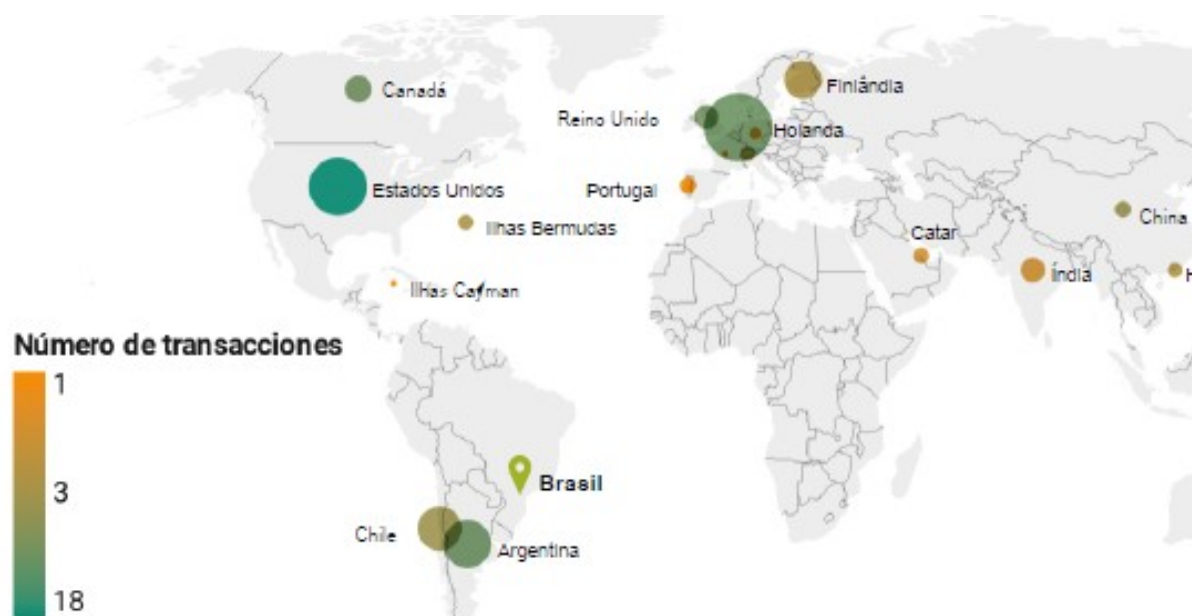 Canadá
Finlândia
Reino Unido
Holanda
Estados Unidos
Portugal
Ilhas Bermudas
China
Catar
Índia
H
Ilhas Cayman
Número de transacciones
1
3
18
Brasil
Chile
Argentina